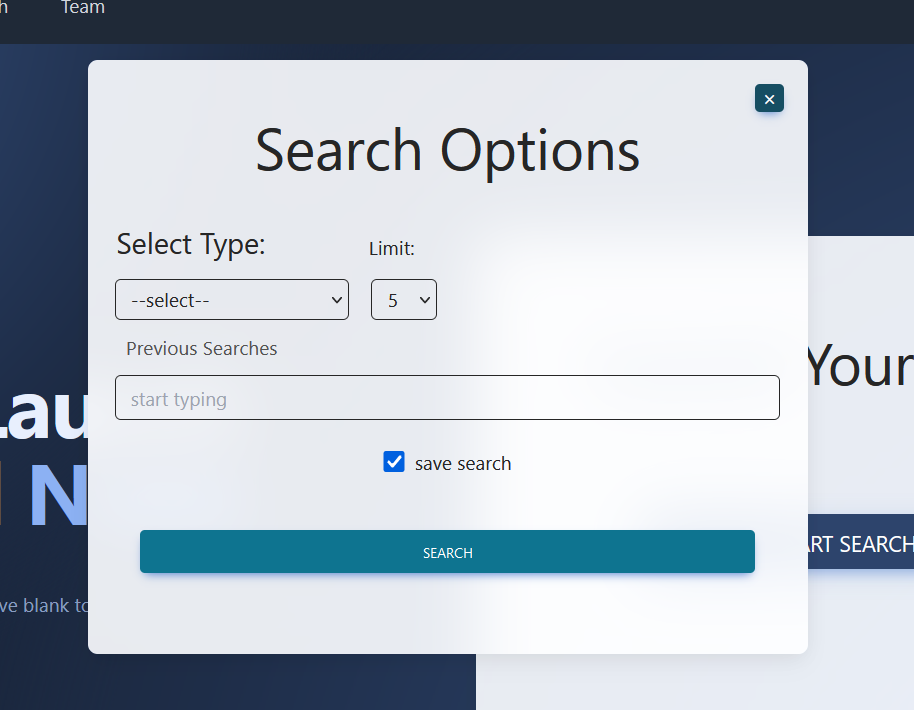 Team
×
Search Options
Select Type:
Limit:
--select--
5
Previous Searches
start typing
save search
SEARCH
Your
ART SEARCH
N
ve blank to